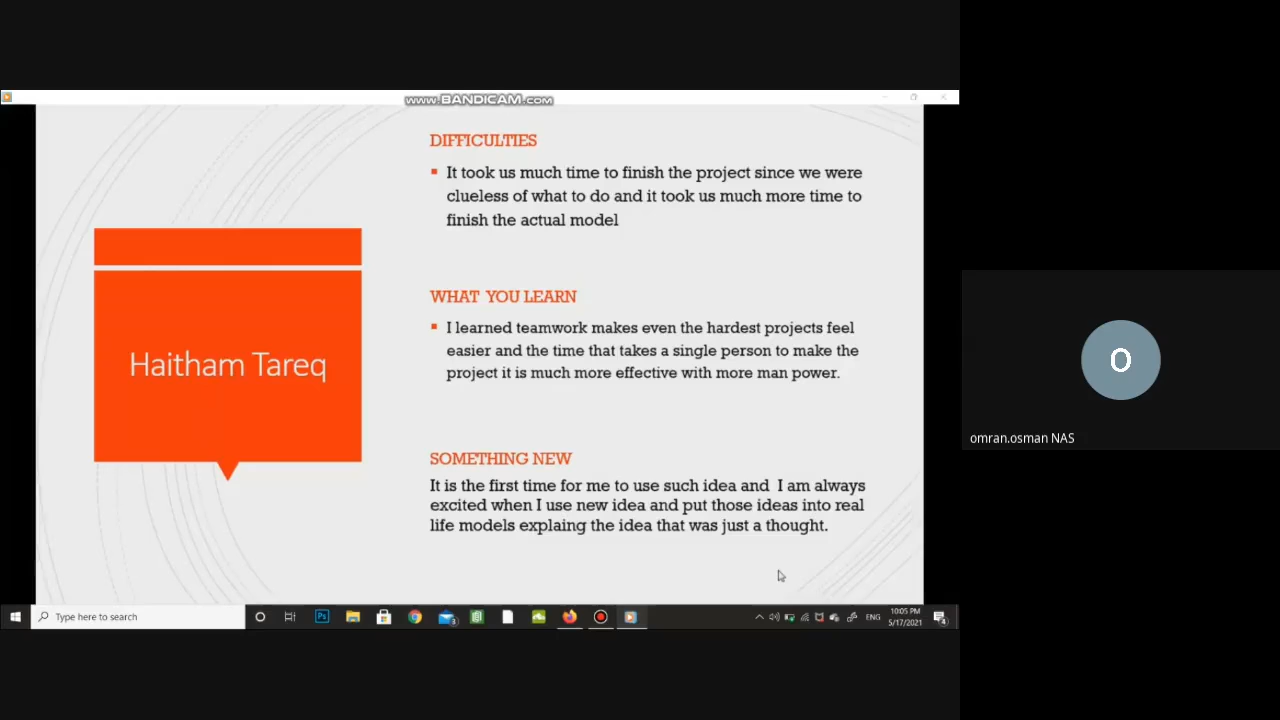 www.BANDICAM.com
DIFFICULTIES
It took us much time to finish the project since we were
clueless of what to do and it took us much more time to
finish the actual model
Haitham Tareq
WHAT YOU LEARN
I learned teamwork makes even the hardest projects feel
easier and the time that takes a single person to make the
project it is much more effective with more man power.
SOMETHING NEW
It is the first time for me to use such idea and I am always
excited when I use new idea and put those ideas into real
life models explaing the idea that was just a thought.
O
omran.osman NAS
Type here to search
Ps
ENG
10:05 PM
5/17/2021